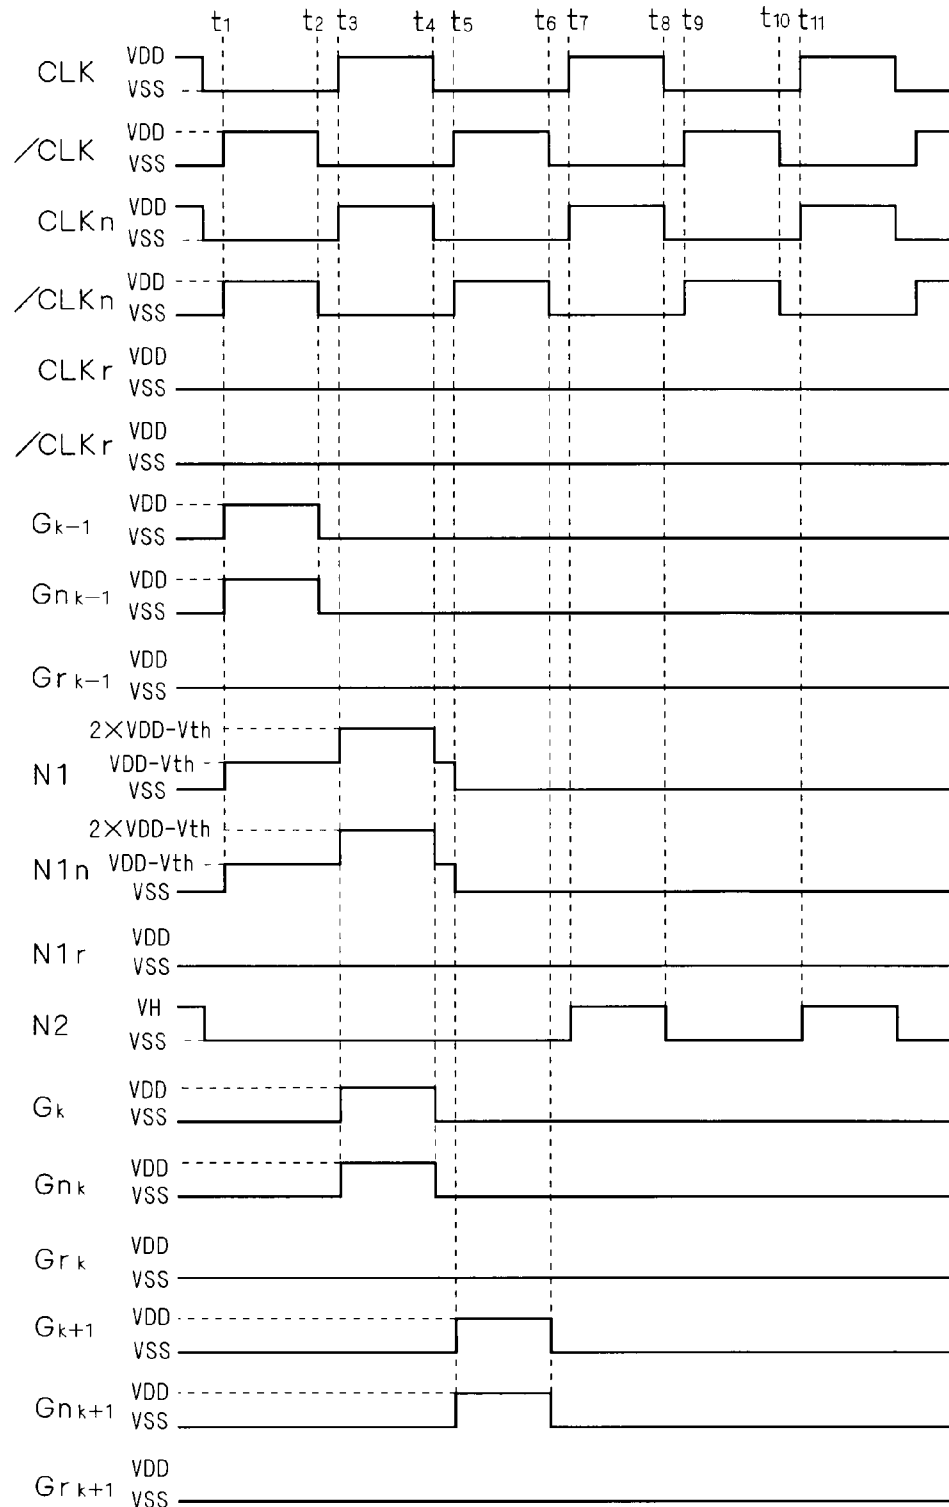 t1 t2 t3 t4 t5 t6 t7 t8 t9 t10 t11
CLK VDD
VSS
/CLK VDD
VSS
CLKn VDD
VSS
/CLKn VDD
VSS
CLKr VDD
VSS
/CLKr VDD
VSS
Gk-1 VDD
VSS
Gnk-1 VDD
VSS
Grk-1 VDD
VSS
2×VDD-Vth
N1 VDD-Vth
VSS
2×VDD-Vth
N1n VDD-Vth
VSS
N1r VDD
VSS
N2 VH
VSS
Gk VDD
VSS
Gnk VDD
VSS
Grk VDD
VSS
Gk+1 VDD
VSS
Gnk+1 VDD
VSS
Grk+1 VDD
VSS